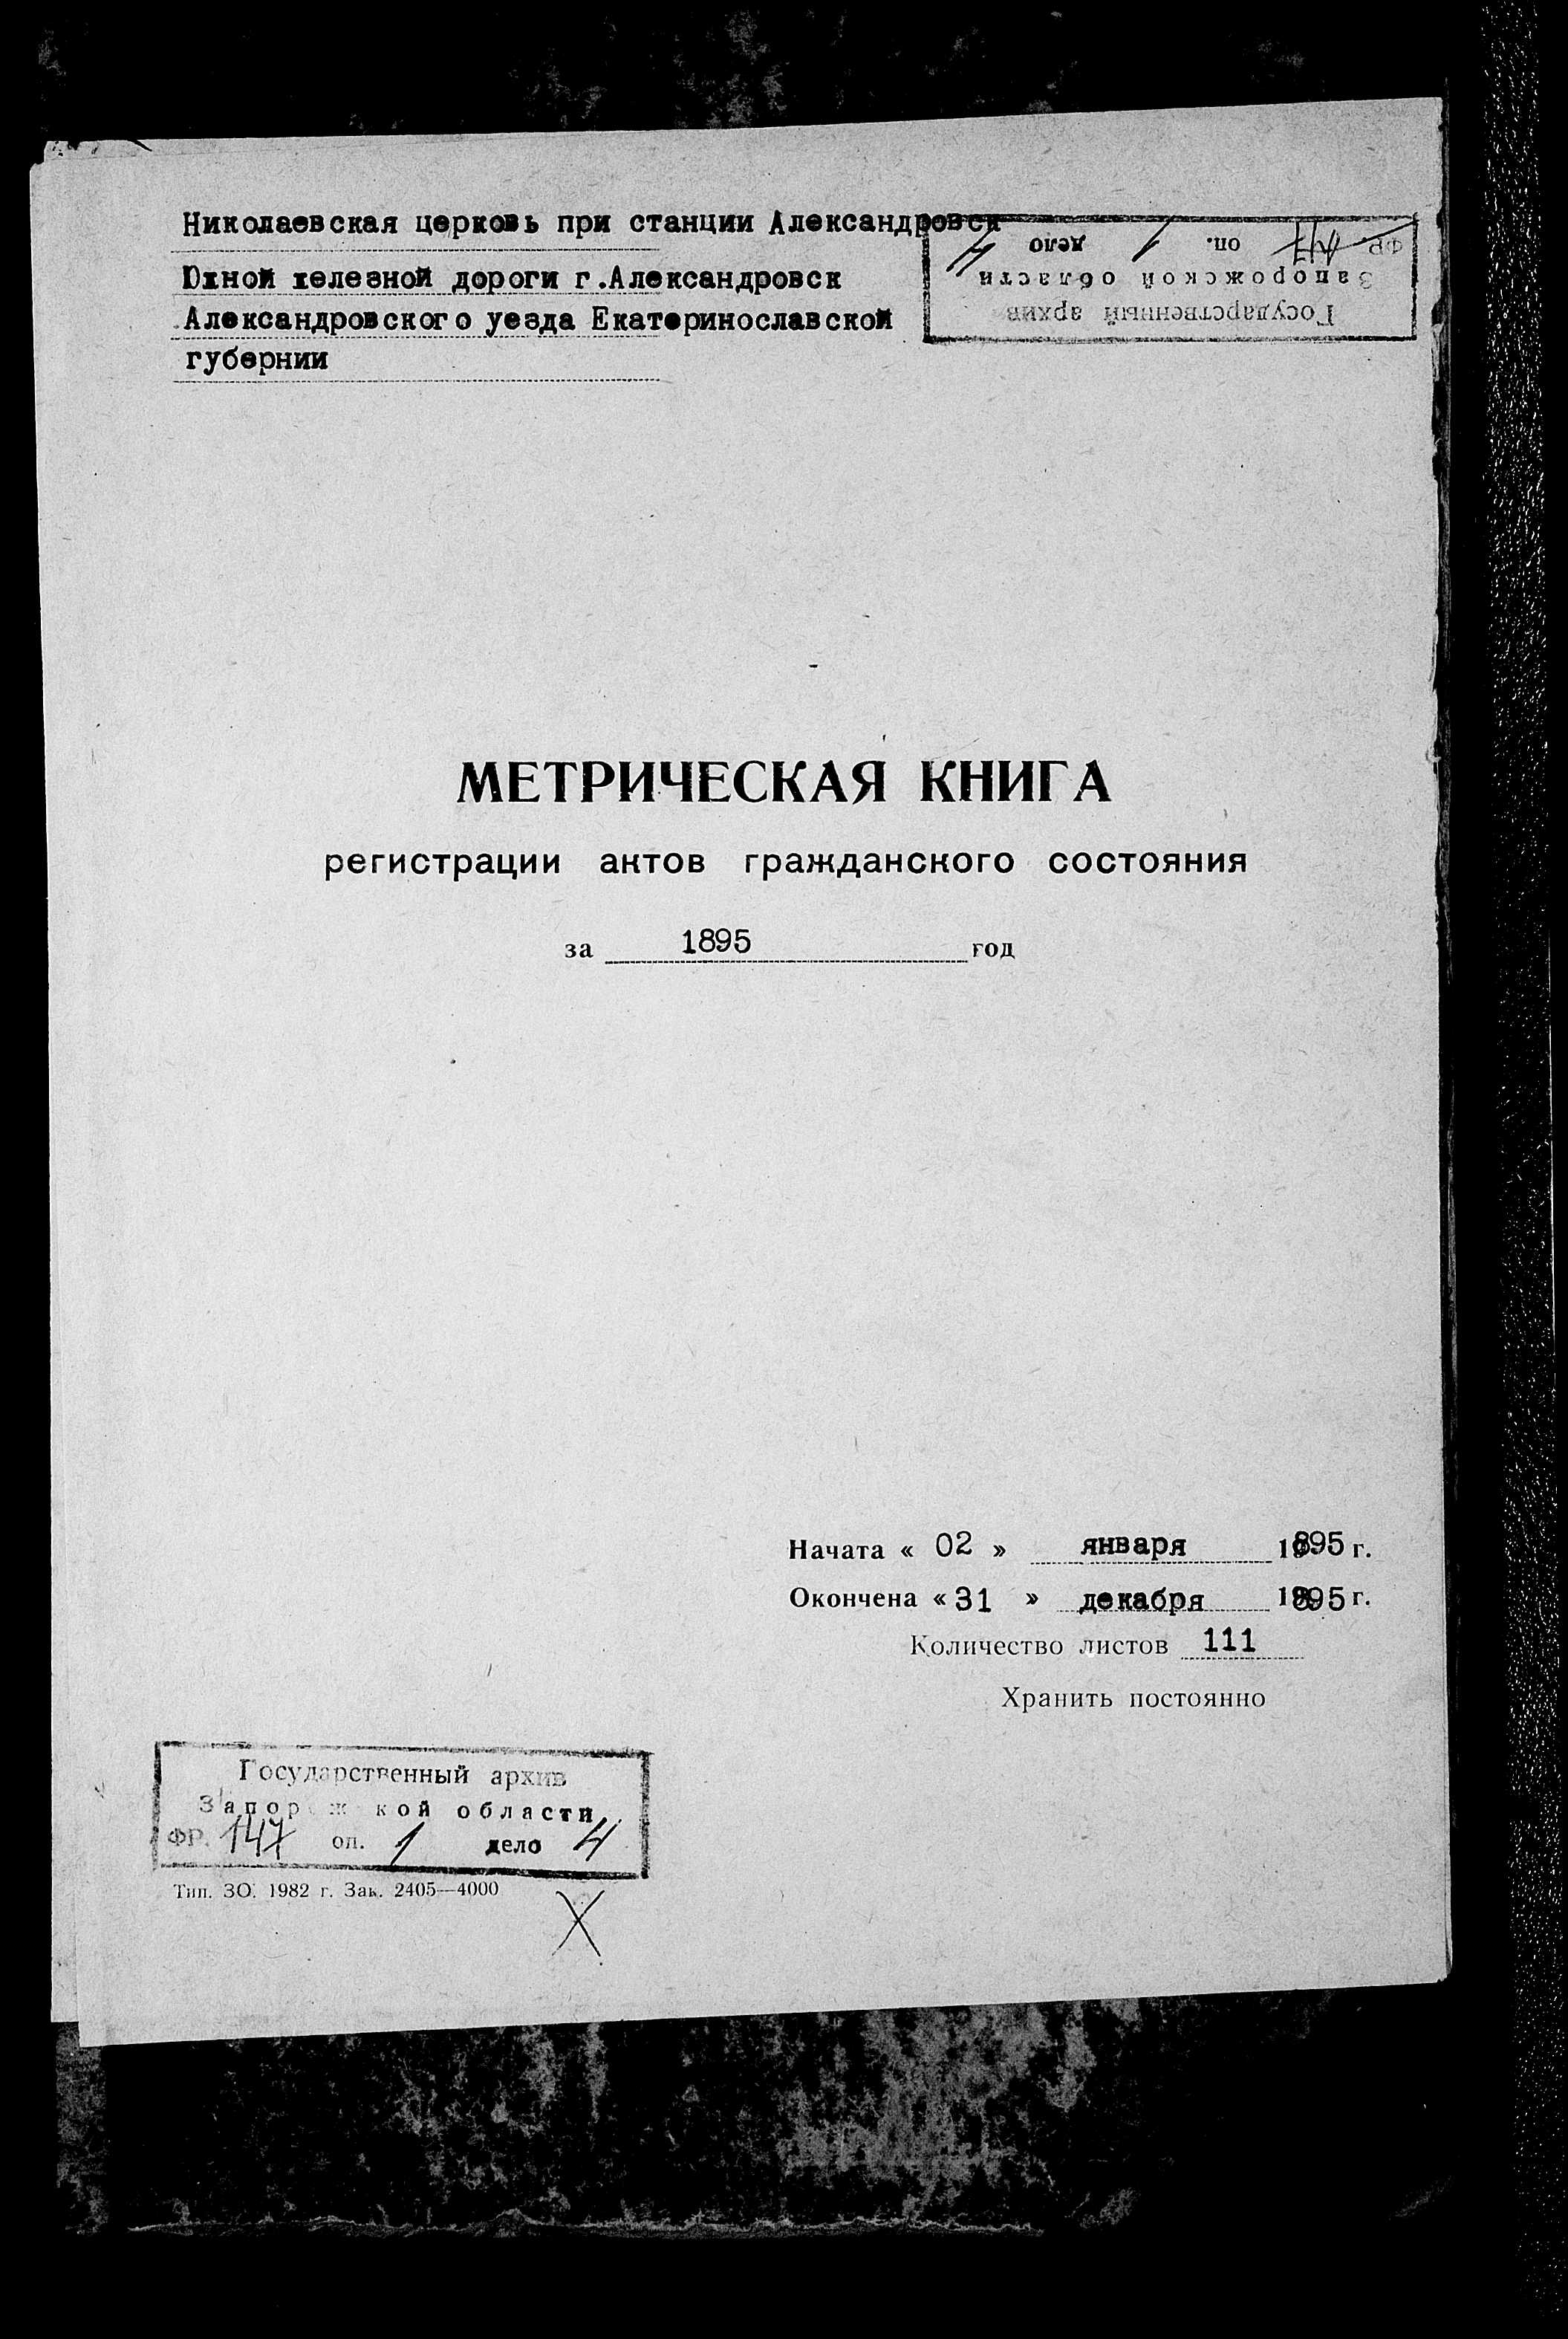 Николаевская церковь при станции Александровск
Южной железной дороги г.Александровск
Александровского уезда Екатеринославской
губернии
Государственный архив
Запорожской области
ФР. 147 оп. 1 дело 4
МЕТРИЧЕСКАЯ КНИГА
регистрации актов гражданского состояния
за 1895 год
Начата « 02 » января 1895 г.
Окончена « 31 » декабря 1895 г.
Количество листов 111
Хранить постоянно
Государственный архив
Запорожской области
ФР. 147 оп. 1 дело 4
Тип. ЗО. 1982 г. Зак. 2405—4000
X